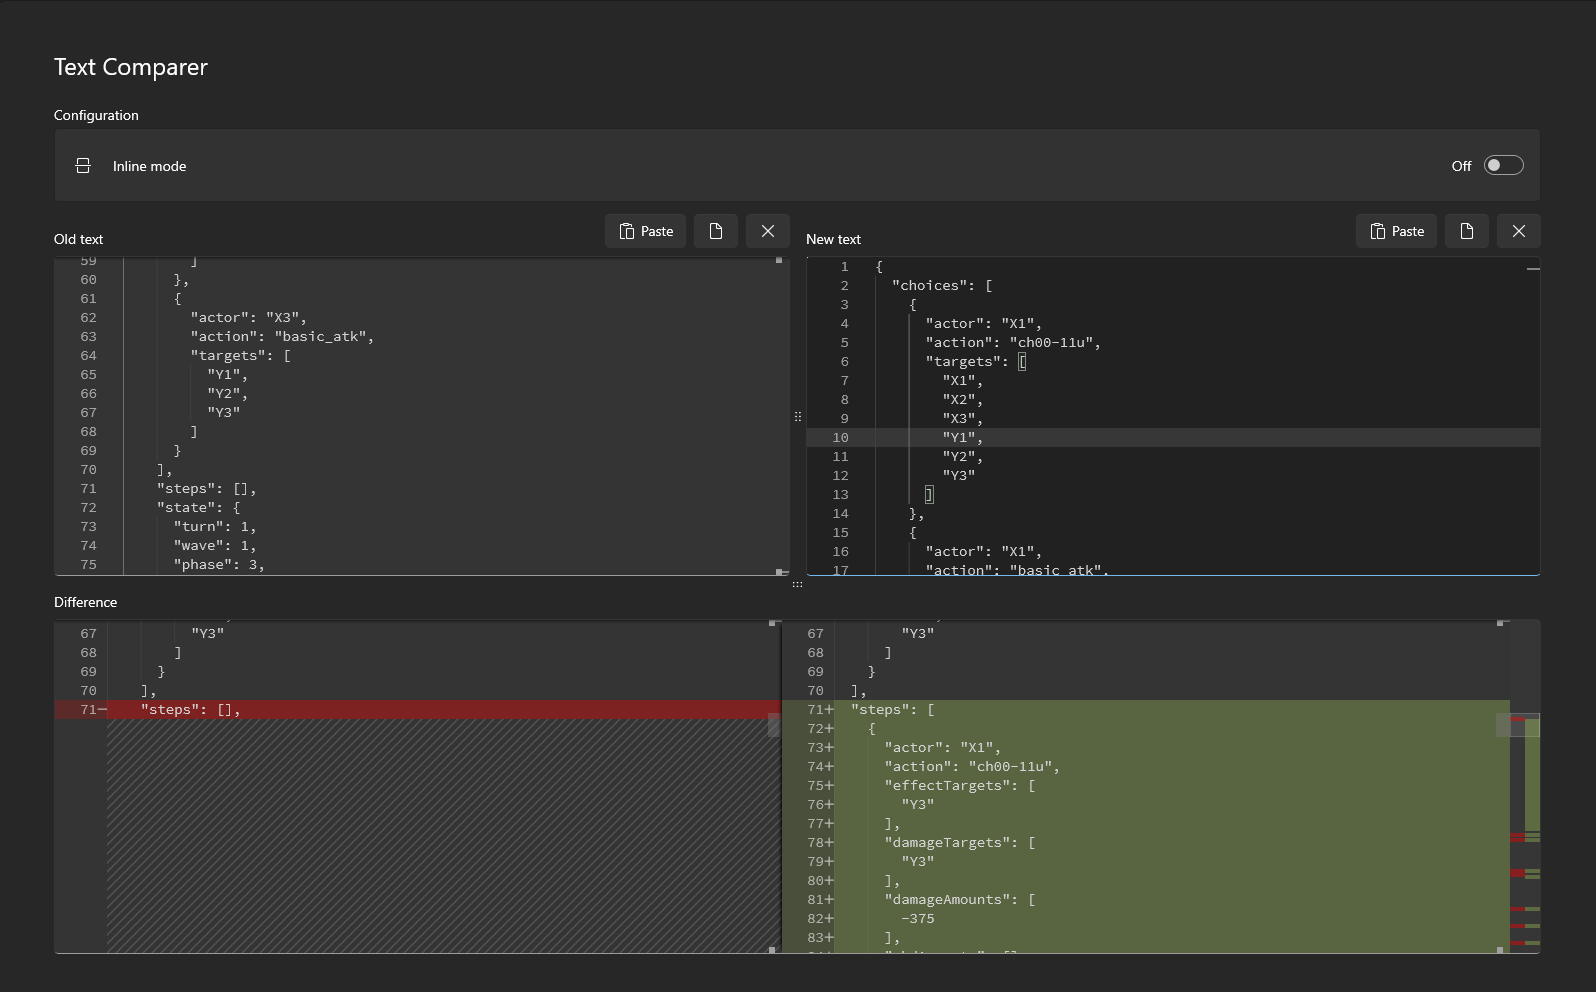 Text Comparer
Configuration
Inline mode
Off
Old text
Paste
59 ]
60 },
61 {
62 "actor": "X3",
63 "action": "basic_atk",
64 "targets": [
65 "Y1",
66 "Y2",
67 "Y3"
68 ]
69 }
70 ],
71 "steps": [],
72 "state": {
73 "turn": 1,
74 "wave": 1,
75 "phase": 3,
New text
Paste
1 {
2 "choices": [
3 {
4 "actor": "X1",
5 "action": "ch00-11u",
6 "targets": [
7 "X1",
8 "X2",
9 "X3",
10 "Y1",
11 "Y2",
12 "Y3"
13 ]
14 },
15 {
16 "actor": "X1",
17 "action": "basic_atk",
Difference
67 "Y3"
68 ]
69 }
70 ],
71- "steps": [],
67 "Y3"
68 ]
69 }
70 ],
71+ "steps": [
72+ {
73+ "actor": "X1",
74+ "action": "ch00-11u",
75+ "effectTargets": [
76+ "Y3"
77+ ],
78+ "damageTargets": [
79+ "Y3"
80+ ],
81+ "damageAmounts": [
82+ -375
83+ ],